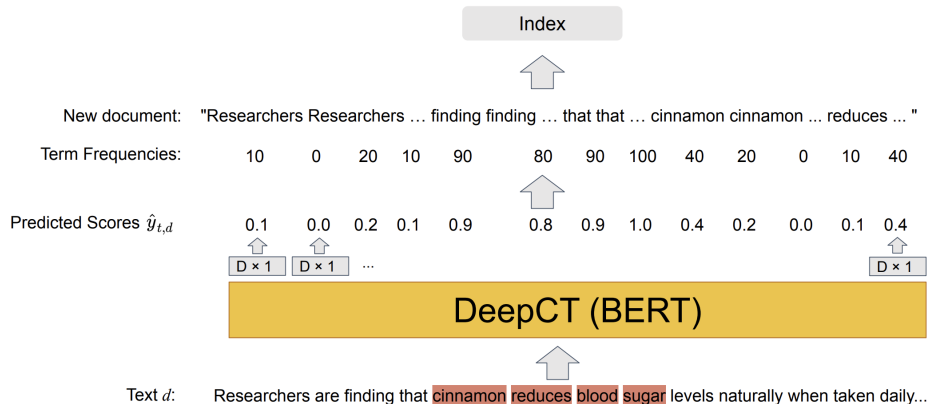 Index
New document: "Researchers Researchers … finding finding … that that … cinnamon cinnamon ... reduces ... "
Term Frequencies: 10 0 20 10 90 80 90 100 40 20 0 10 40
Predicted Scores ŷt,d 0.1 0.0 0.2 0.1 0.9 0.8 0.9 1.0 0.4 0.2 0.0 0.1 0.4
D × 1 D × 1 ... D × 1
DeepCT (BERT)
Text d: Researchers are finding that cinnamon reduces blood sugar levels naturally when taken daily...